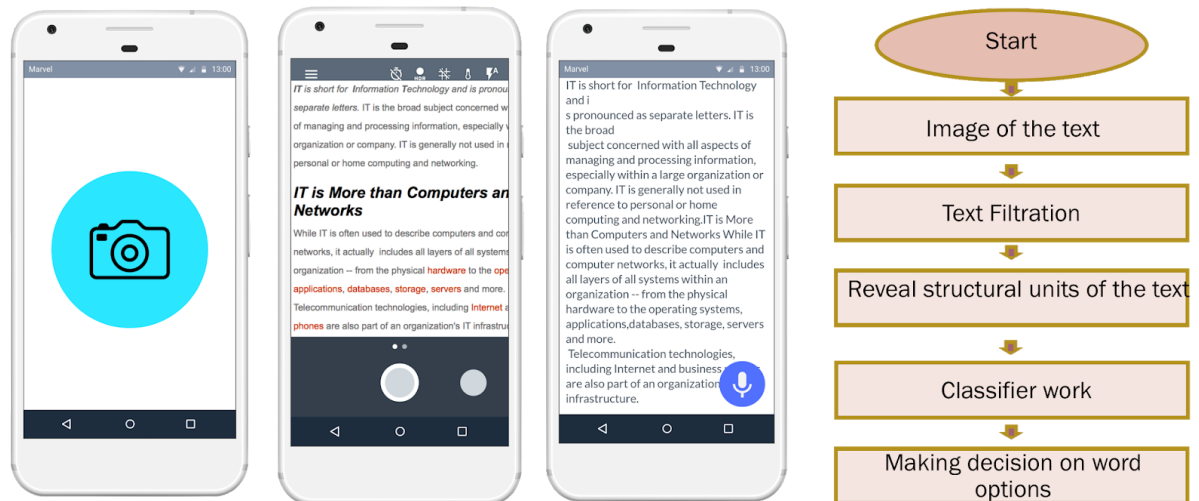 Marvel
13:00
HDR
A
IT is short for Information Technology and is pronou
separate letters. IT is the broad subject concerned w
of managing and processing information, especially
organization or company. IT is generally not used in
personal or home computing and networking.
IT is More than Computers an
Networks
While IT is often used to describe computers and co
networks, it actually includes all layers of all systems
organization -- from the physical hardware to the ope
applications, databases, storage, servers and more.
Telecommunication technologies, including Internet a
phones are also part of an organization's IT infrastru
Marvel
13:00
IT is short for Information Technology
and i
s pronounced as separate letters. IT is
the broad
subject concerned with all aspects of
managing and processing information,
especially within a large organization or
company. IT is generally not used in
reference to personal or home
computing and networking.IT is More
than Computers and Networks While IT
is often used to describe computers and
computer networks, it actually includes
all layers of all systems within an
organization -- from the physical
hardware to the operating systems,
applications,databases, storage, servers
and more.
Telecommunication technologies,
including Internet and business
are also part of an organization
infrastructure.
Start
Image of the text
Text Filtration
Reveal structural units of the text
Classifier work
Making decision on word
options